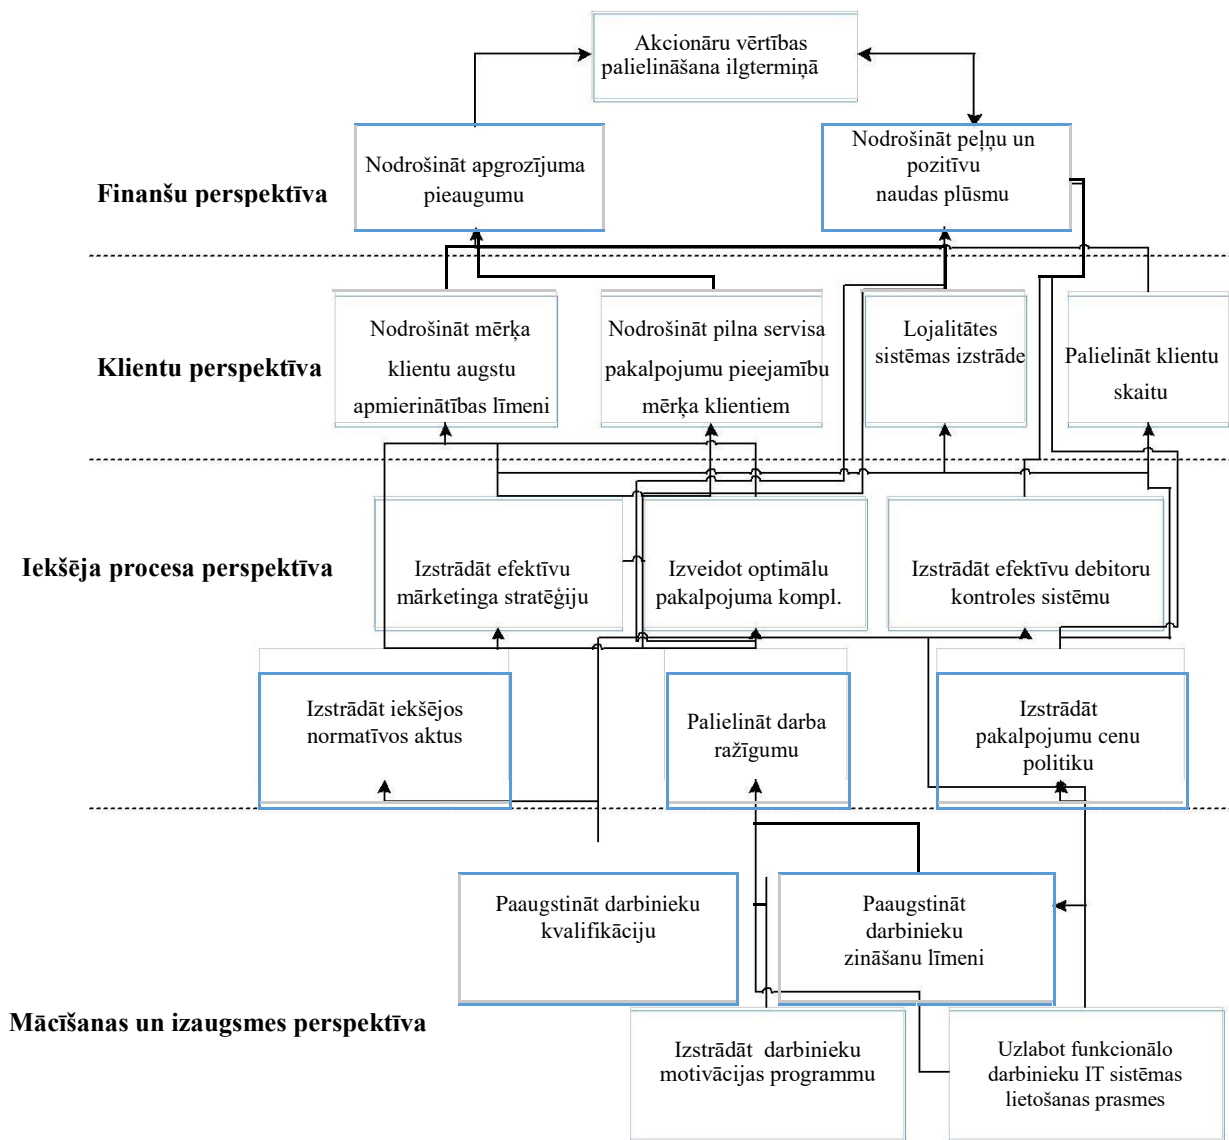 Akcionāru vērtības
palielināšana ilgtermiņā
Nodrošināt apgrozījuma
pieaugumu
Nodrošināt peļņu un
pozitīvu
naudas plūsmu
Finanšu perspektīva
Nodrošināt mērķa
klientu augstu
apmierinātības līmeni
Nodrošināt pilna servisa
pakalpojumu pieejamību
mērķa klientiem
Lojalitātes
sistēmas izstrāde
Palielināt klientu
skaitu
Klientu perspektīva
Iekšēja procesa perspektīva
Izstrādāt efektīvu
mārketinga stratēģiju
Izveidot optimālu
pakalpojuma kompl.
Izstrādāt efektīvu debitoru
kontroles sistēmu
Izstrādāt iekšējos
normatīvos aktus
Palielināt darba
ražīgumu
Izstrādāt
pakalpojumu cenu
politiku
Paaugstināt darbinieku
kvalifikāciju
Paaugstināt
darbinieku
zināšanu līmeni
Mācīšanas un izaugsmes perspektīva
Izstrādāt darbinieku
motivācijas programmu
Uzlabot funkcionālo
darbinieku IT sistēmas
lietošanas prasmes